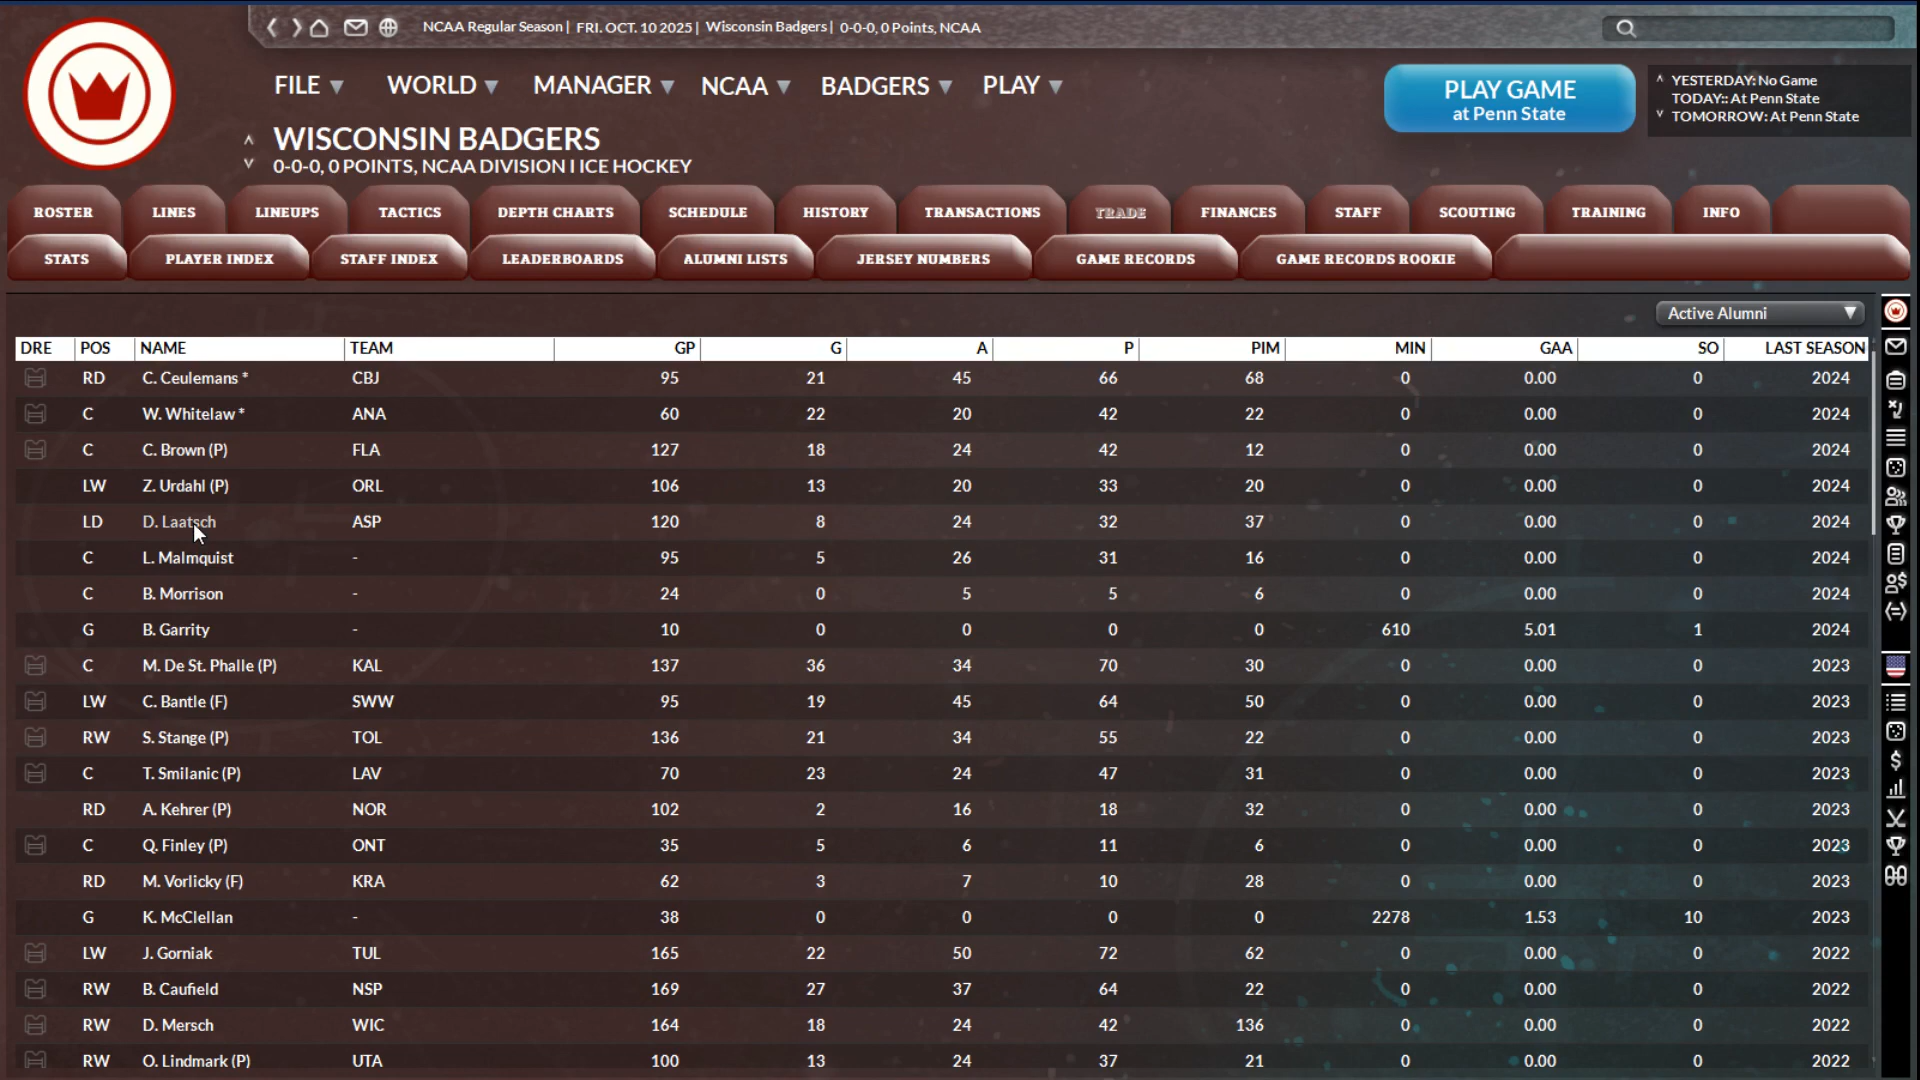 NCAA Regular Season | FRI. OCT. 10 2025 | Wisconsin Badgers | 0-0-0, 0 Points, NCAA
FILE ▼ WORLD ▼ MANAGER ▼ NCAA ▼ BADGERS ▼ PLAY ▼
PLAY GAME
at Penn State
YESTERDAY: No Game
TODAY:: At Penn State
TOMORROW: At Penn State
WISCONSIN BADGERS
0-0-0, 0 POINTS, NCAA DIVISION I ICE HOCKEY
ROSTER LINES LINEUPS TACTICS DEPTH CHARTS SCHEDULE HISTORY TRANSACTIONS TRADE FINANCES STAFF SCOUTING TRAINING INFO
STATS PLAYER INDEX STAFF INDEX LEADERBOARDS ALUMNI LISTS JERSEY NUMBERS GAME RECORDS GAME RECORDS ROOKIE
Active Alumni ▼
DRE POS NAME TEAM GP G A P PIM MIN GAA SO LAST SEASON
RD C. Ceulemans * CBJ 95 21 45 66 68 0 0.00 0 2024
C W. Whitelaw * ANA 60 22 20 42 22 0 0.00 0 2024
C C. Brown (P) FLA 127 18 24 42 12 0 0.00 0 2024
LW Z. Urdahl (P) ORL 106 13 20 33 20 0 0.00 0 2024
LD D. Laatsch ASP 120 8 24 32 37 0 0.00 0 2024
C L. Malmquist - 95 5 26 31 16 0 0.00 0 2024
C B. Morrison - 24 0 5 5 6 0 0.00 0 2024
G B. Garrity - 10 0 0 0 0 610 5.01 1 2024
C M. De St. Phalle (P) KAL 137 36 34 70 30 0 0.00 0 2023
LW C. Bantle (F) SWW 95 19 45 64 50 0 0.00 0 2023
RW S. Stange (P) TOL 136 21 34 55 22 0 0.00 0 2023
C T. Smilanic (P) LAV 70 23 24 47 31 0 0.00 0 2023
RD A. Kehrer (P) NOR 102 2 16 18 32 0 0.00 0 2023
C Q. Finley (P) ONT 35 5 6 11 6 0 0.00 0 2023
RD M. Vorlicky (F) KRA 62 3 7 10 28 0 0.00 0 2023
G K. McClellan - 38 0 0 0 0 2278 1.53 10 2023
LW J. Gorniak TUL 165 22 50 72 62 0 0.00 0 2022
RW B. Caufield NSP 169 27 37 64 22 0 0.00 0 2022
RW D. Mersch WIC 164 18 24 42 136 0 0.00 0 2022
RW O. Lindmark (P) UTA 100 13 24 37 21 0 0.00 0 2022